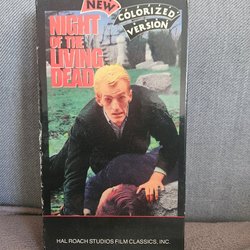 NEW
COLORIZED
VERSION
NIGHT
OF THE
LIVING
DEAD
HAL ROACH STUDIOS FILM CLASSICS, INC.